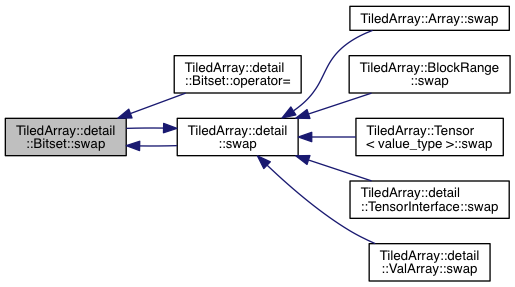 TiledArray::detail
::Bitset::swap
TiledArray::detail
::Bitset::operator=
TiledArray::detail
::swap
TiledArray::Array::swap
TiledArray::BlockRange
::swap
TiledArray::Tensor
< value_type >::swap
TiledArray::detail
::TensorInterface::swap
TiledArray::detail
::ValArray::swap